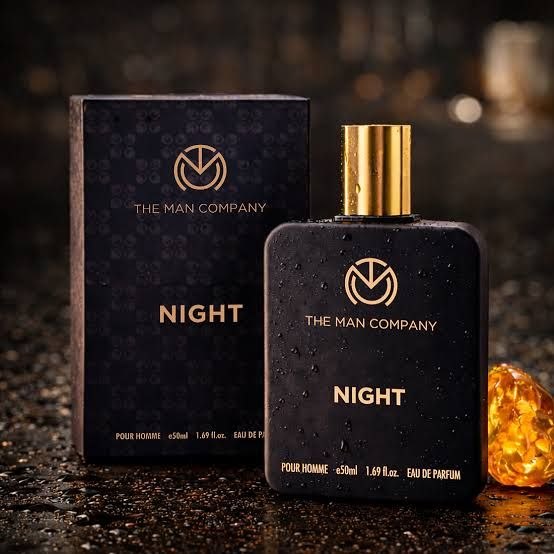 THE MAN COMPANY
NIGHT
POUR HOMME e50ml 1.69 fl.oz. EAU DE
THE MAN COMPANY
NIGHT
POUR HOMME e50ml 1.69 fl.oz. EAU DE PARFUM